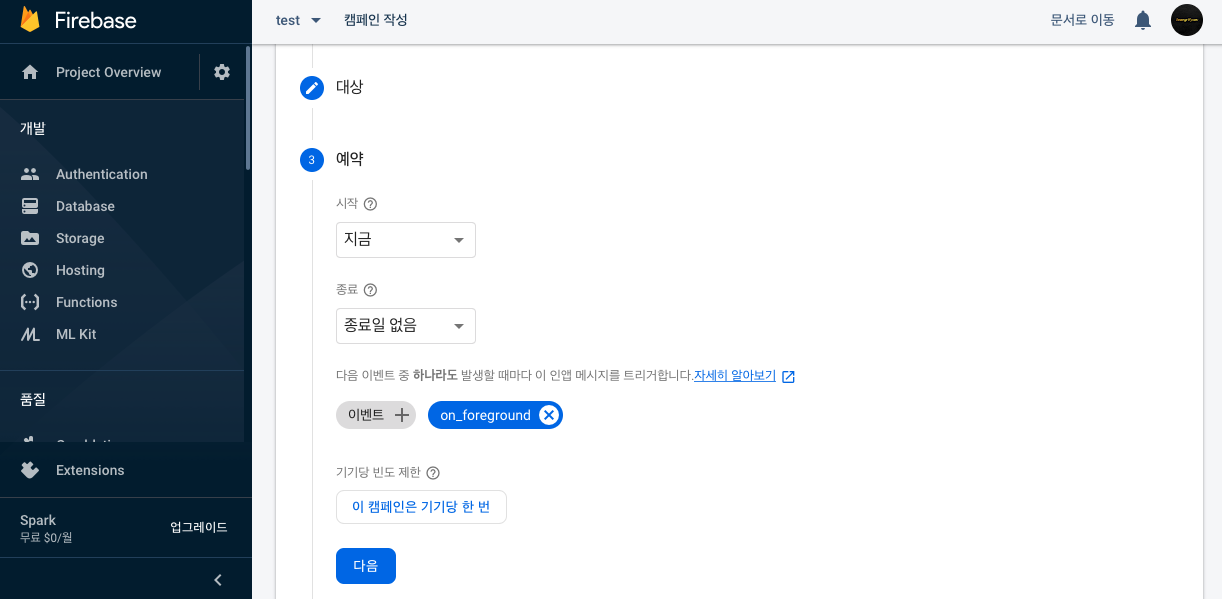 Firebase
test
캠페인 작성
문서로 이동
Project Overview
개발
Authentication
Database
Storage
Hosting
Functions
ML Kit
품질
Extensions
Spark
무료 $0/월
업그레이드
대상
3 예약
시작
지금
종료
종료일 없음
다음 이벤트 중 하나라도 발생할 때마다 이 인앱 메시지를 트리거합니다.자세히 알아보기
이벤트
on_foreground
기기당 빈도 제한
이 캠페인은 기기당 한 번
다음